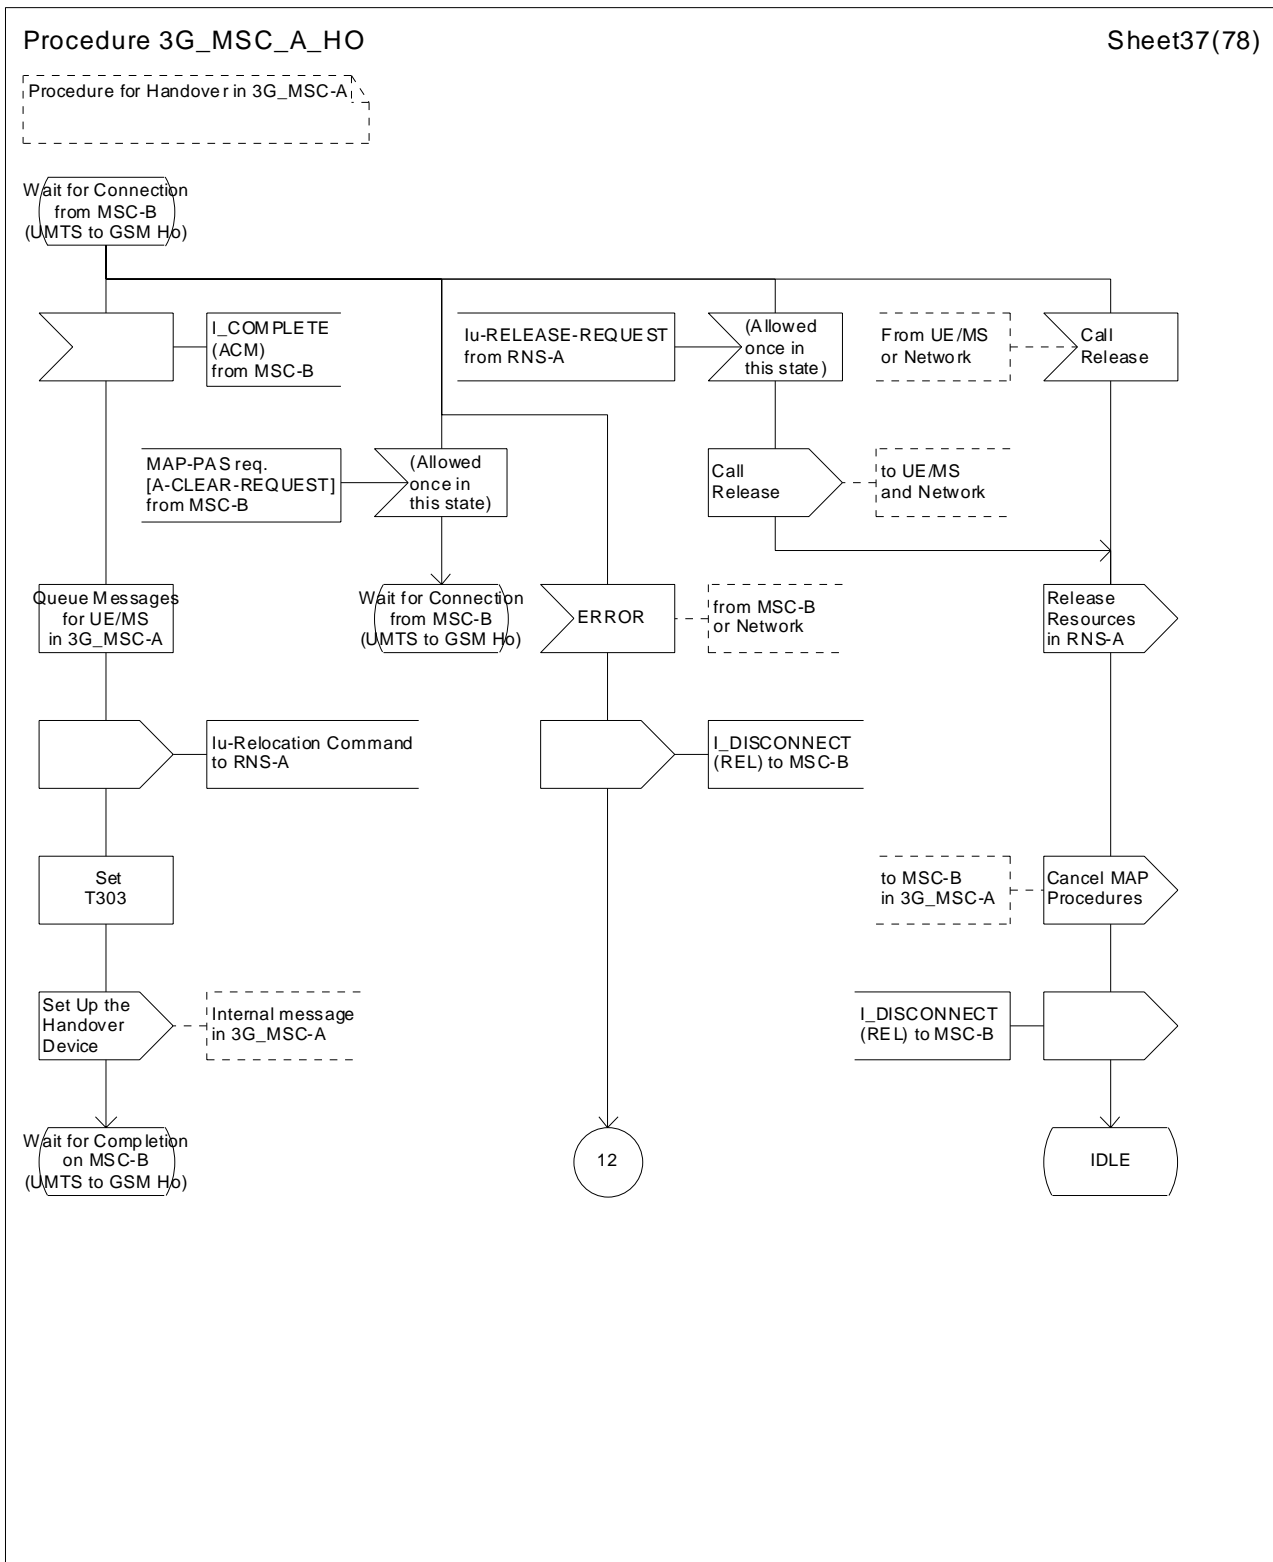 Procedure 3G_MSC_A_HO
Sheet37(78)
Procedure for Handover in 3G_MSC-A
Wait for Connection
from MSC-B
(UMTS to GSM Ho)
I_COMPLETE
(ACM)
from MSC-B
Iu-RELEASE-REQUEST
from RNS-A
(Allowed
once in
this state)
From UE/MS
or Network
Call
Release
MAP-PAS req.
[A-CLEAR-REQUEST]
from MSC-B
(Allowed
once in
this state)
Call
Release
to UE/MS
and Network
Queue Messages
for UE/MS
in 3G_MSC-A
Wait for Connection
from MSC-B
(UMTS to GSM Ho)
ERROR
from MSC-B
or Network
Release
Resources
in RNS-A
Iu-Relocation Command
to RNS-A
I_DISCONNECT
(REL) to MSC-B
Set
T303
to MSC-B
in 3G_MSC-A
Cancel MAP
Procedures
Set Up the
Handover
Device
Internal message
in 3G_MSC-A
I_DISCONNECT
(REL) to MSC-B
Wait for Completion
on MSC-B
(UMTS to GSM Ho)
12
IDLE